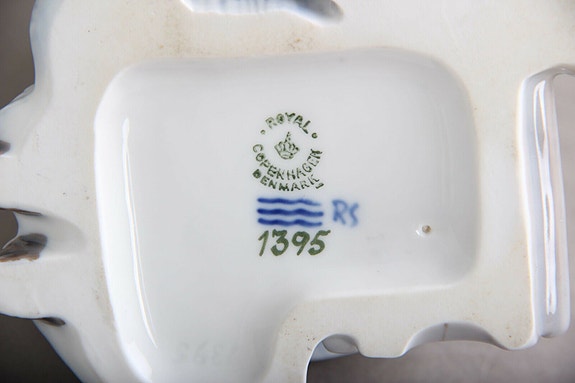 ROYAL
COPENHAGEN
DENMARK
RS
1395